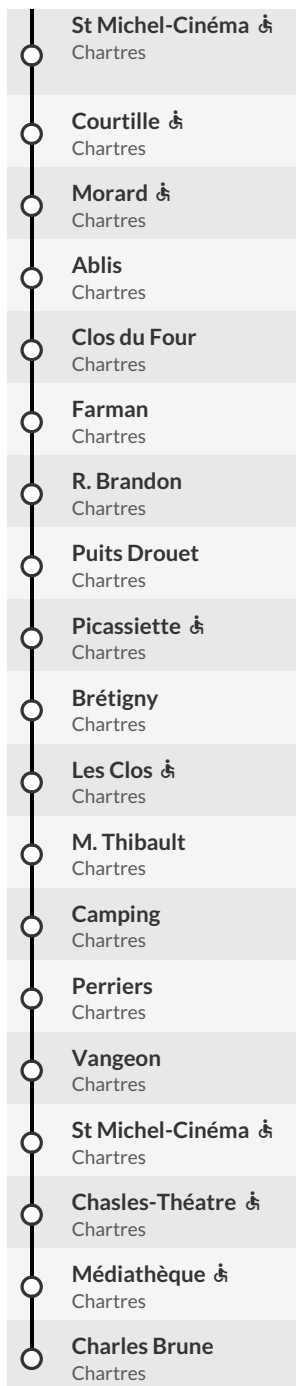 St Michel-Cinéma
Chartres
Courtille
Chartres
Morard
Chartres
Ablis
Chartres
Clos du Four
Chartres
Farman
Chartres
R. Brandon
Chartres
Puits Drouet
Chartres
Picassiette
Chartres
Brétigny
Chartres
Les Clos
Chartres
M. Thibault
Chartres
Camping
Chartres
Perriers
Chartres
Vangeon
Chartres
St Michel-Cinéma
Chartres
Chasles-Théatre
Chartres
Médiathèque
Chartres
Charles Brune
Chartres